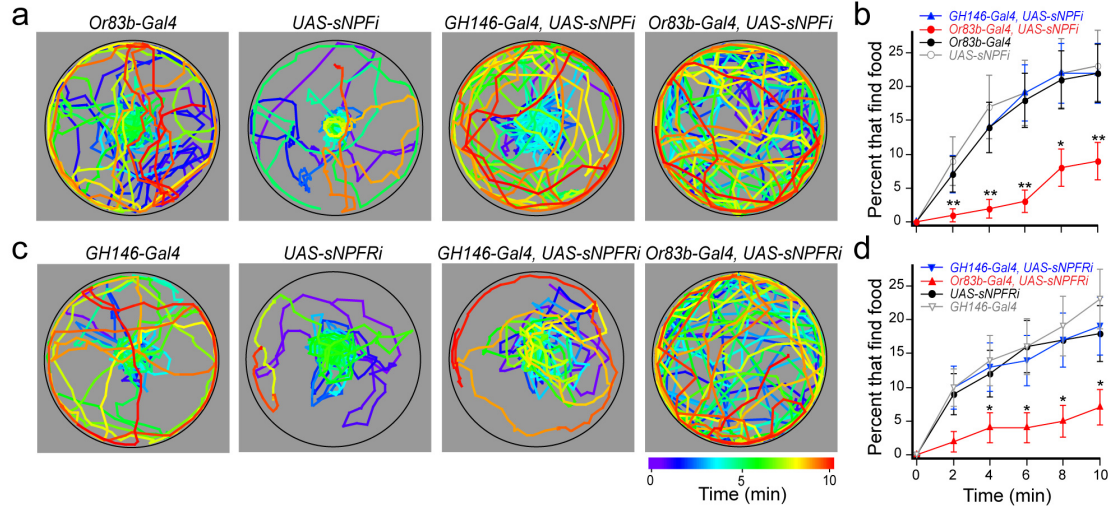 a
Or83b-Gal4
UAS-sNPFi
GH146-Gal4, UAS-sNPFi
Or83b-Gal4, UAS-sNPFi
b
GH146-Gal4, UAS-sNPFi
Or83b-Gal4, UAS-sNPFi
Or83b-Gal4
UAS-sNPFi
Percent that find food
25
20
15
10
5
0
** ** ** * **
c
GH146-Gal4
UAS-sNPFRi
GH146-Gal4, UAS-sNPFRi
Or83b-Gal4, UAS-sNPFRi
0 5 10
Time (min)
d
GH146-Gal4, UAS-sNPFRi
Or83b-Gal4, UAS-sNPFRi
UAS-sNPFRi
GH146-Gal4
Percent that find food
25
20
15
10
5
0
* * * *
0 2 4 6 8 10
Time (min)